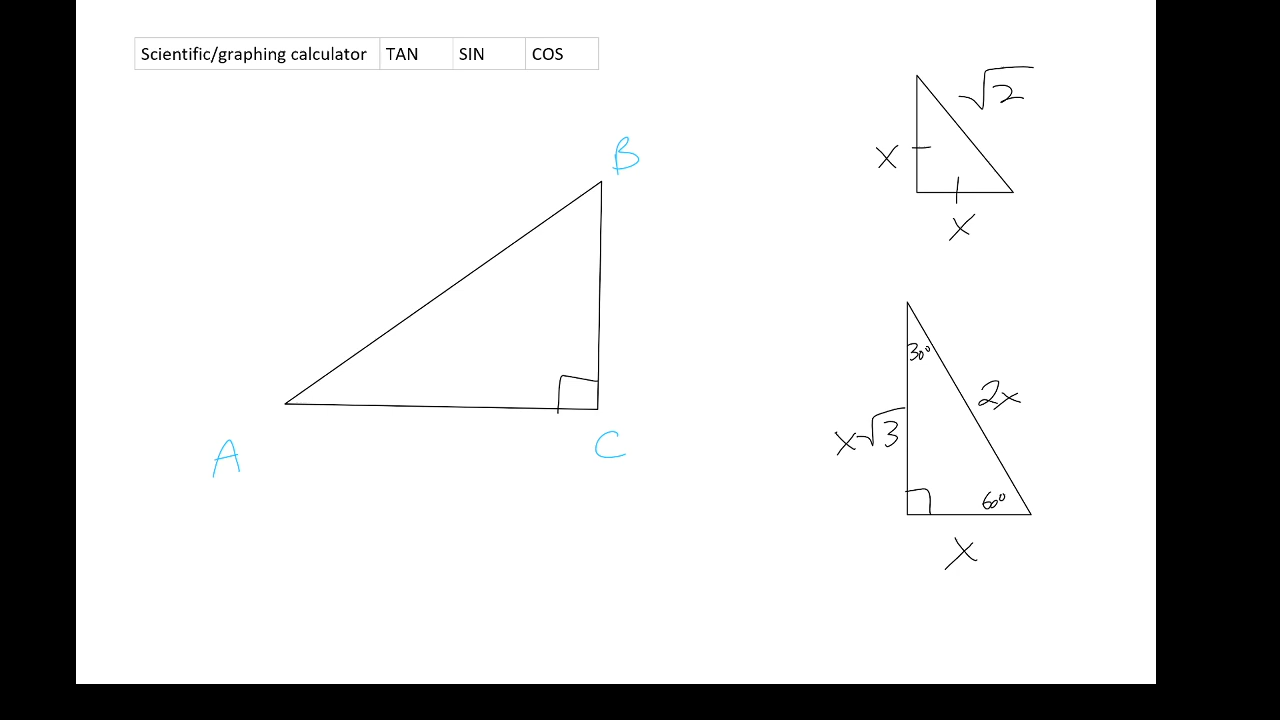 Scientific/graphing calculator TAN SIN COS
√2
B
x
x
30°
2x
x√3
A
C
60°
x